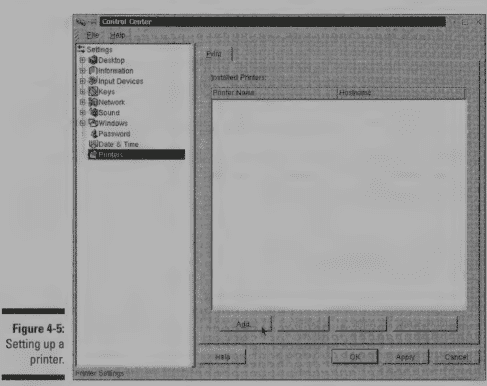 Control Center
File Help
Settings
Desktop
Information
Input Devices
Keys
Network
Sound
Windows
Password
Date & Time
Printers
Print
Installed Printers:
Printer Name Hostname
Add...
Help OK Apply Cancel
Printer Settings
Figure 4-5:
Setting up a
printer.